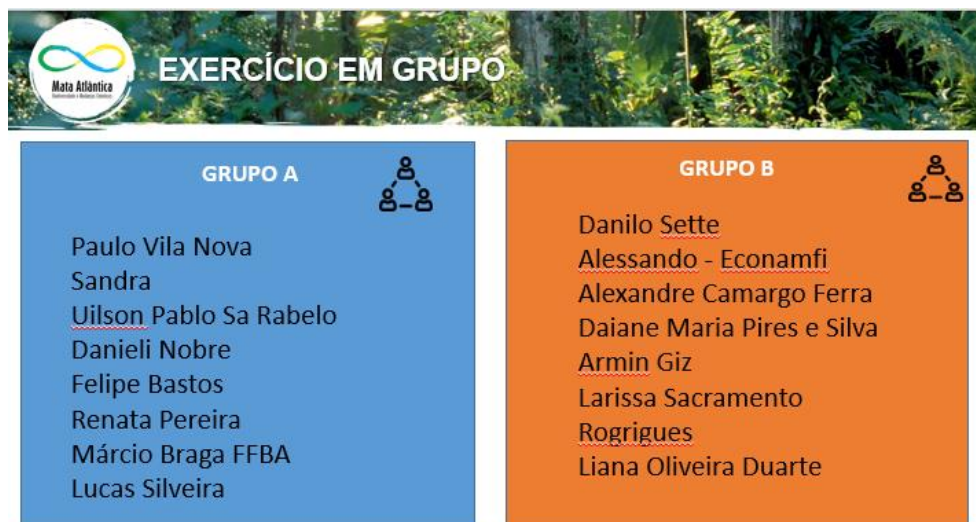 Mata Atlântica
EXERCÍCIO EM GRUPO
GRUPO A
Paulo Vila Nova
Sandra
Uilson Pablo Sa Rabelo
Danieli Nobre
Felipe Bastos
Renata Pereira
Márcio Braga FFBA
Lucas Silveira
GRUPO B
Danilo Sette
Alessando - Econamfi
Alexandre Camargo Ferra
Daiane Maria Pires e Silva
Armin Giz
Larissa Sacramento
Rogrigues
Liana Oliveira Duarte